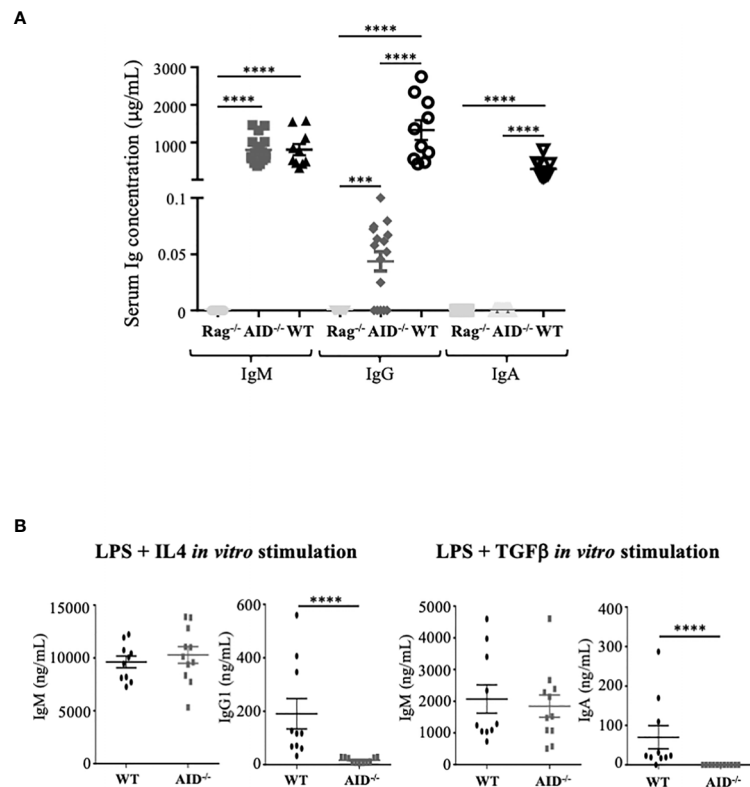 A
Serum Ig concentration (µg/mL)
3000
2000
1000
0.1
0.05
0
****
****
****
****
***
****
****
Rag-/- AID-/- WT
Rag-/- AID-/- WT
Rag-/- AID-/- WT
IgM
IgG
IgA
B
LPS + IL4 in vitro stimulation
LPS + TGFβ in vitro stimulation
IgM (ng/mL)
15000
10000
5000
0
WT
AID-/-
IgG1 (ng/mL)
600
400
200
0
****
WT
AID-/-
IgM (ng/mL)
5000
4000
3000
2000
1000
0
WT
AID-/-
IgA (ng/mL)
400
300
200
100
0
****
WT
AID-/-